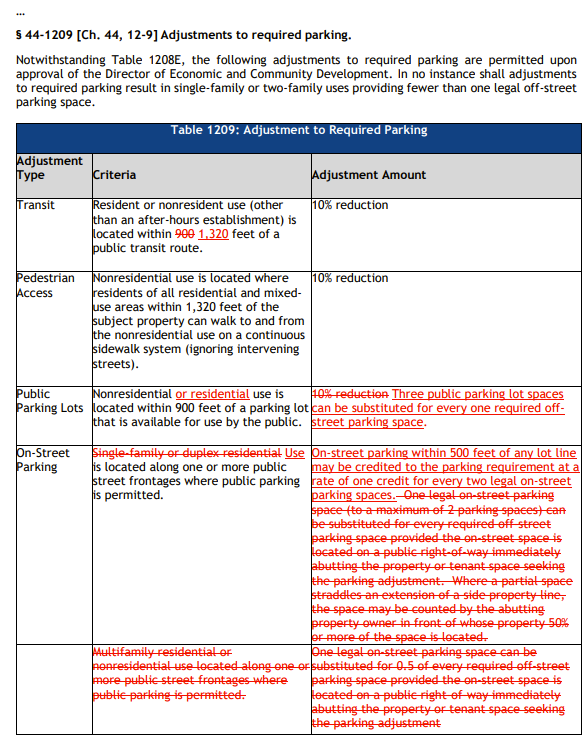 …
§ 44-1209 [Ch. 44, 12-9] Adjustments to required parking.
Notwithstanding Table 1208E, the following adjustments to required parking are permitted upon
approval of the Director of Economic and Community Development. In no instance shall adjustments
to required parking result in single-family or two-family uses providing fewer than one legal off-street
parking space.
Table 1209: Adjustment to Required Parking
Adjustment
Type
Criteria
Adjustment Amount
Transit
Resident or nonresident use (other
than an after-hours establishment) is
located within 900 1,320 feet of a
public transit route.
10% reduction
Pedestrian
Access
Nonresidential use is located where
residents of all residential and mixed-
use areas within 1,320 feet of the
subject property can walk to and from
the nonresidential use on a continuous
sidewalk system (ignoring intervening
streets).
10% reduction
Public
Parking Lots
Nonresidential or residential use is
located within 900 feet of a parking lot
that is available for use by the public.
10% reduction Three public parking lot spaces
can be substituted for every one required off-
street parking space.
On-Street
Parking
Single-family or duplex residential Use
is located along one or more public
street frontages where public parking
is permitted.
On-street parking within 500 feet of any lot line
may be credited to the parking requirement at a
rate of one credit for every two legal on-street
parking spaces. One legal on-street parking
space (to a maximum of 2 parking spaces) can
be substituted for every required off-street
parking space provided the on-street space is
located on a public right-of-way immediately
abutting the property or tenant space seeking
the parking adjustment. Where a partial space
straddles an extension of a side property line,
the space may be counted by the abutting
property owner in front of whose property 50%
or more of the space is located.
Multifamily residential or
nonresidential use located along one or
more public street frontages where
public parking is permitted.
One legal on-street parking space can be
substituted for 0.5 of every required off-street
parking space provided the on-street space is
located on a public right-of-way immediately
abutting the property or tenant space seeking
the parking adjustment